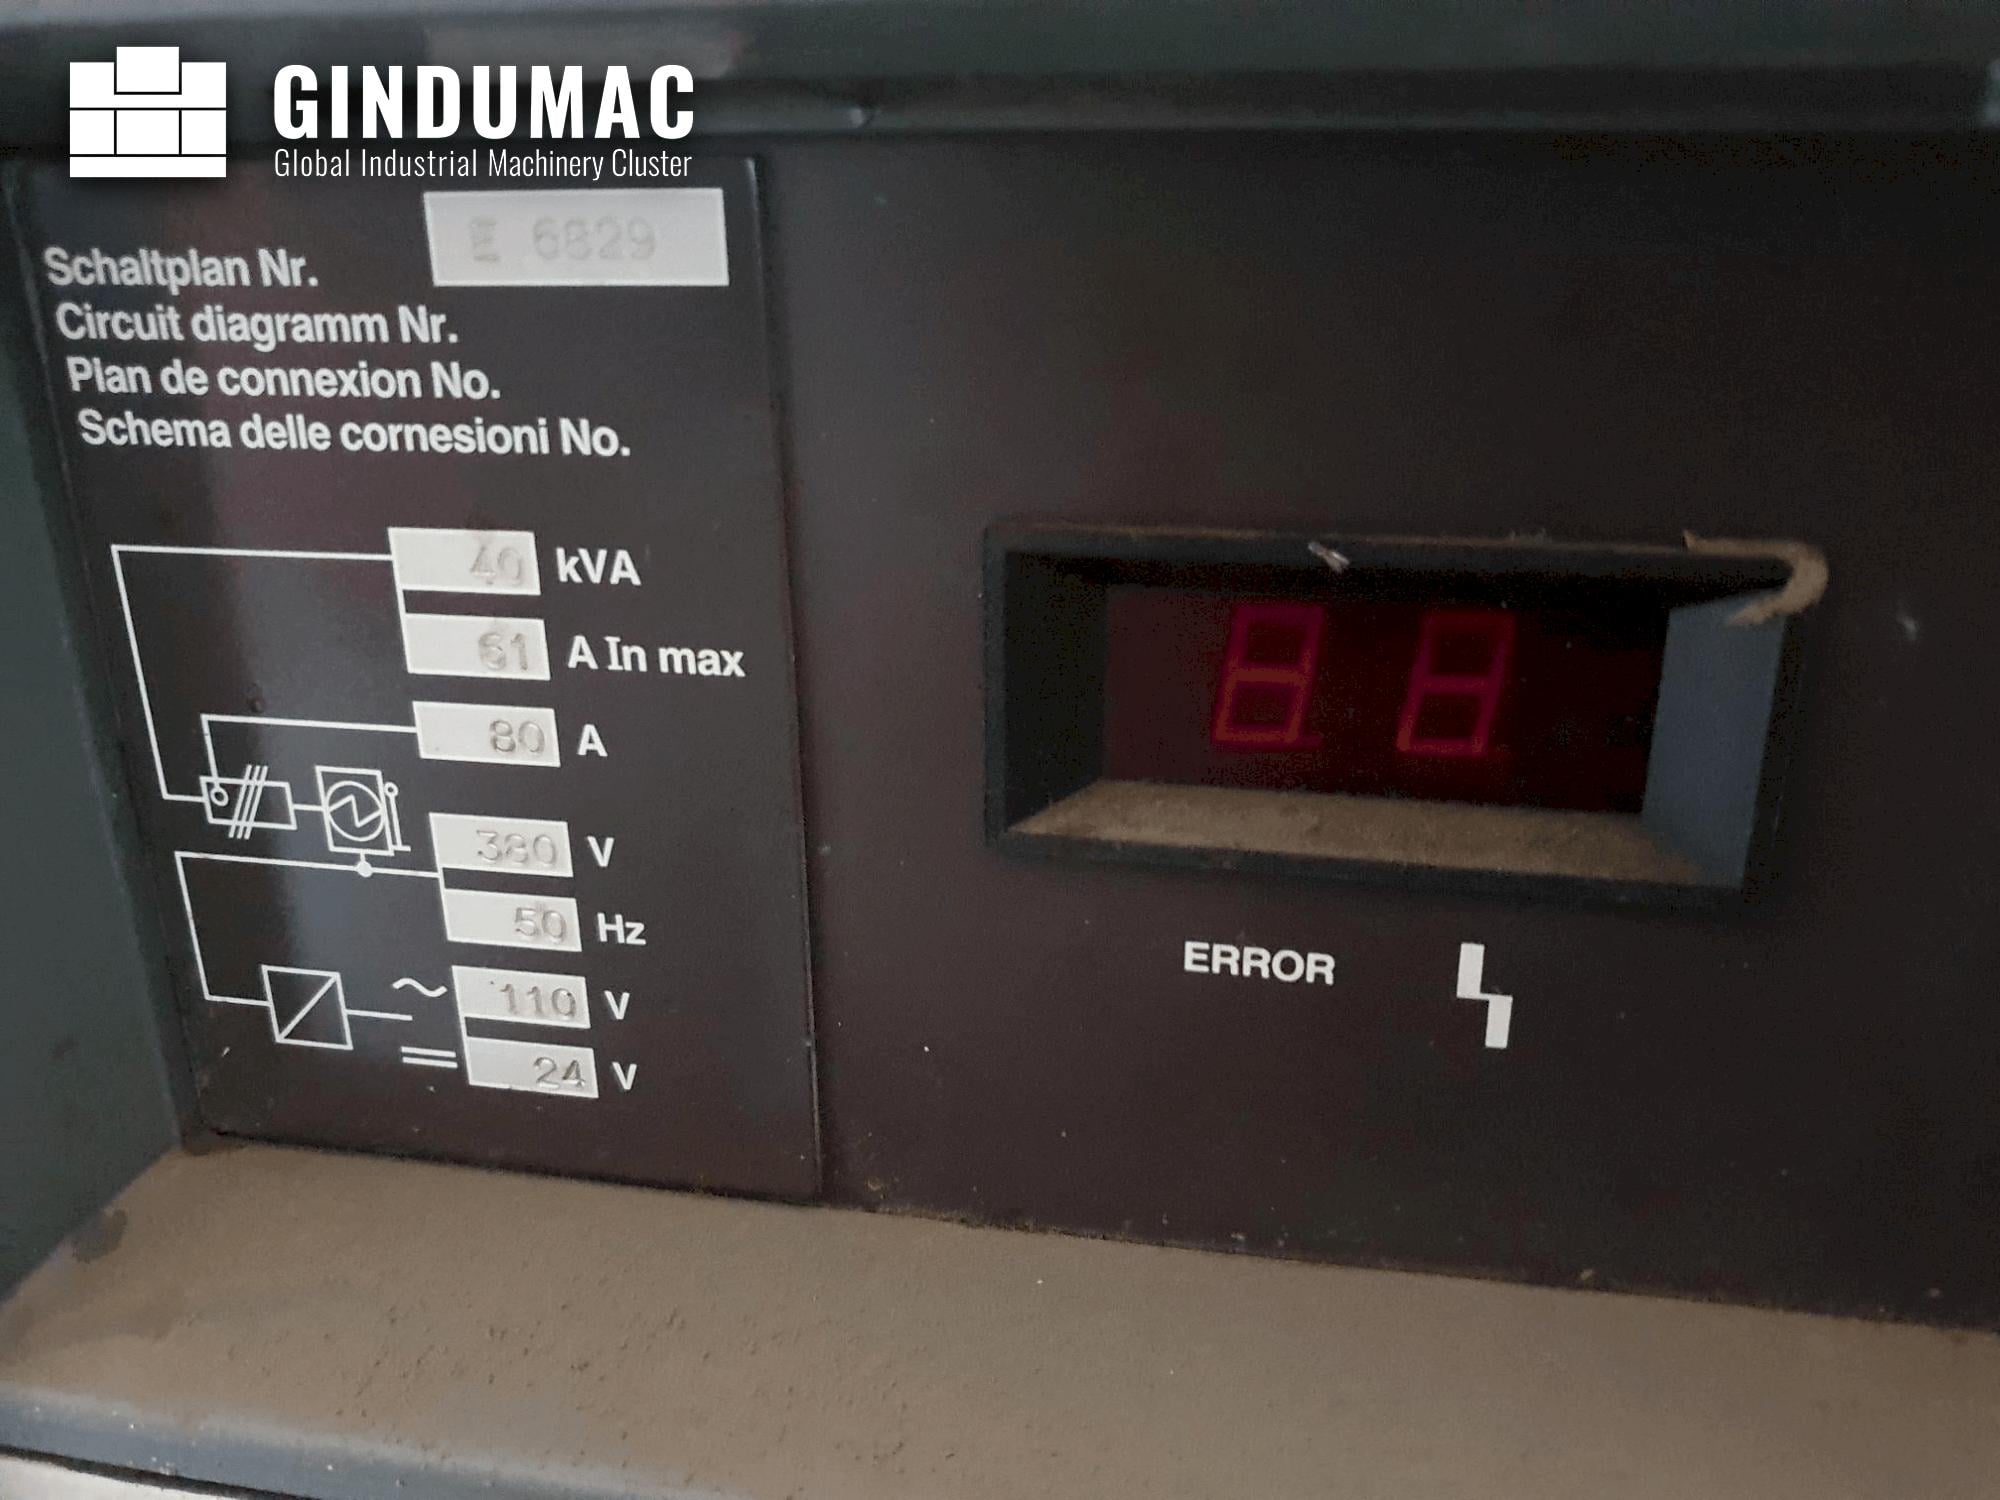 GINDUMAC
Global Industrial Machinery Cluster
Schaltplan Nr.
Circuit diagramm Nr.
Plan de connexion No.
Schema delle cornesioni No.
40 kVA
61 A In max
80 A
380 V
50 Hz
~ 110 V
24 V
88
ERROR